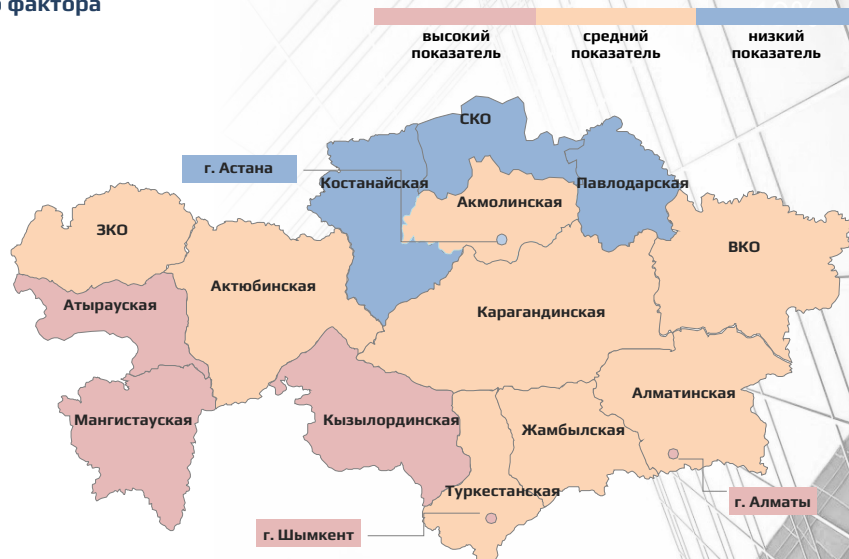 фактора
высокий
показатель
средний
показатель
низкий
показатель
СКО
г. Астана
Костанайская
Павлодарская
Акмолинская
ЗКО
ВКО
Актюбинская
Атырауская
Карагандинская
Алматинская
Мангистауская
Кызылординская
Жамбылская
Туркестанская
г. Алматы
г. Шымкент